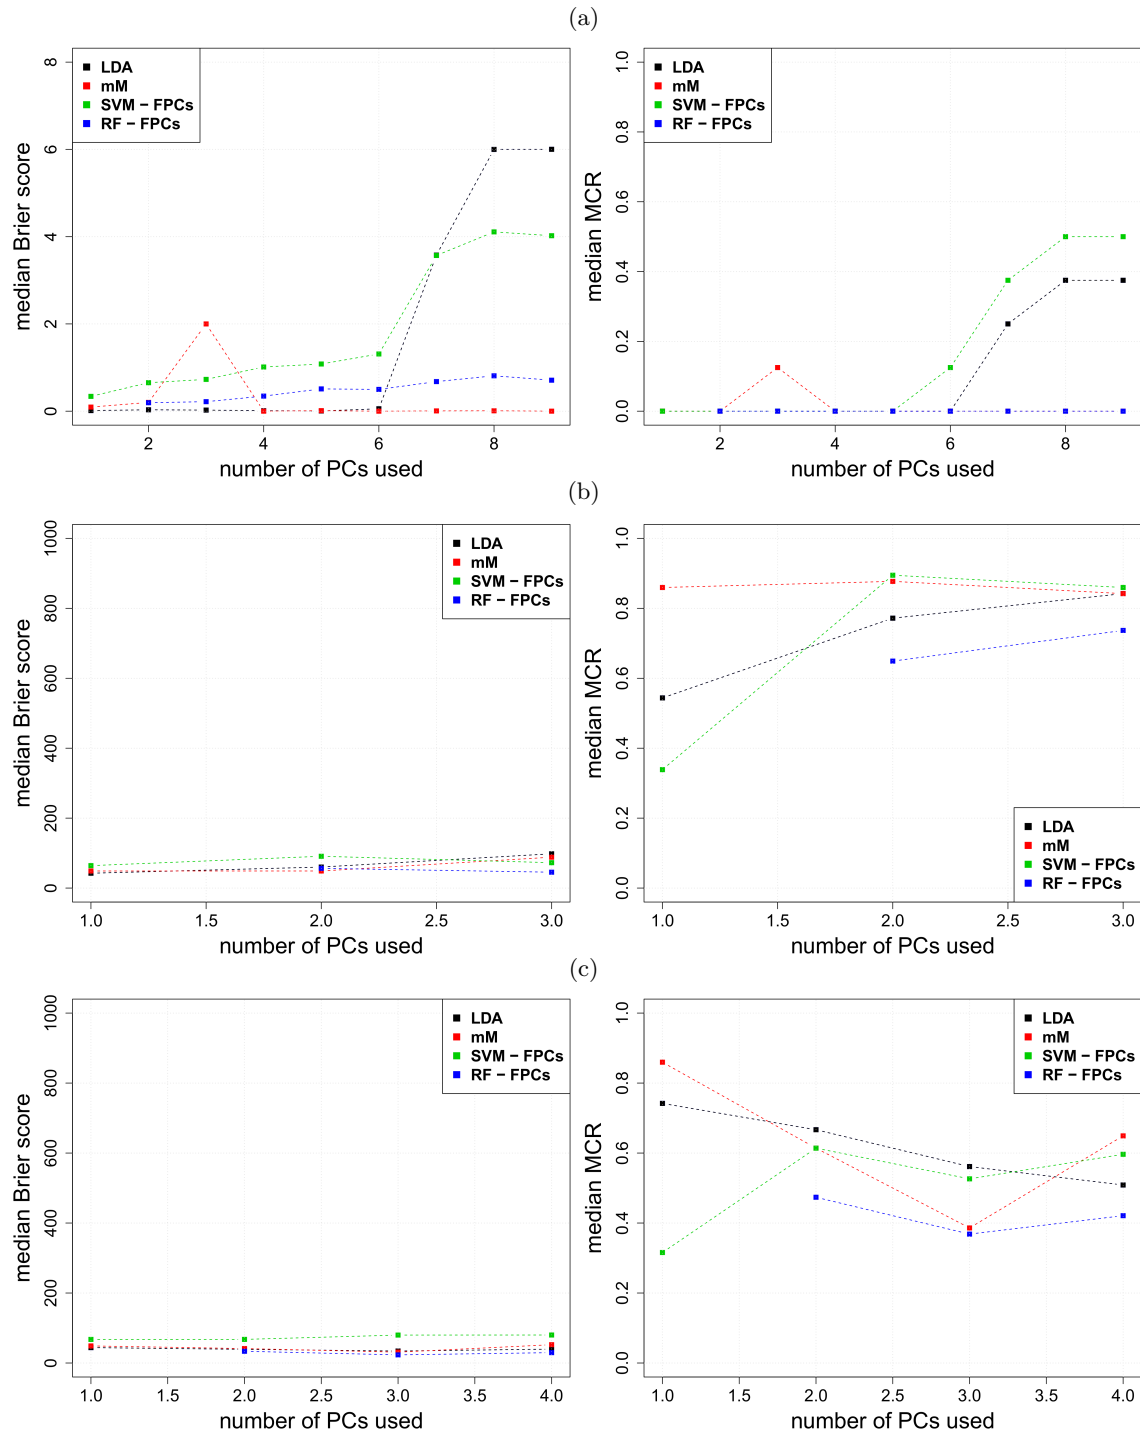 (a)
LDA
mM
SVM − FPCs
RF − FPCs
median Brier score
0 2 4 6 8
2 4 6 8
number of PCs used
LDA
mM
SVM − FPCs
RF − FPCs
median MCR
0.0 0.2 0.4 0.6 0.8 1.0
2 4 6 8
number of PCs used
(b)
LDA
mM
SVM − FPCs
RF − FPCs
median Brier score
0 200 400 600 800 1000
1.0 1.5 2.0 2.5 3.0
number of PCs used
LDA
mM
SVM − FPCs
RF − FPCs
median MCR
0.0 0.2 0.4 0.6 0.8 1.0
1.0 1.5 2.0 2.5 3.0
number of PCs used
(c)
LDA
mM
SVM − FPCs
RF − FPCs
median Brier score
0 200 400 600 800 1000
1.0 1.5 2.0 2.5 3.0 3.5 4.0
number of PCs used
LDA
mM
SVM − FPCs
RF − FPCs
median MCR
0.0 0.2 0.4 0.6 0.8 1.0
1.0 1.5 2.0 2.5 3.0 3.5 4.0
number of PCs used